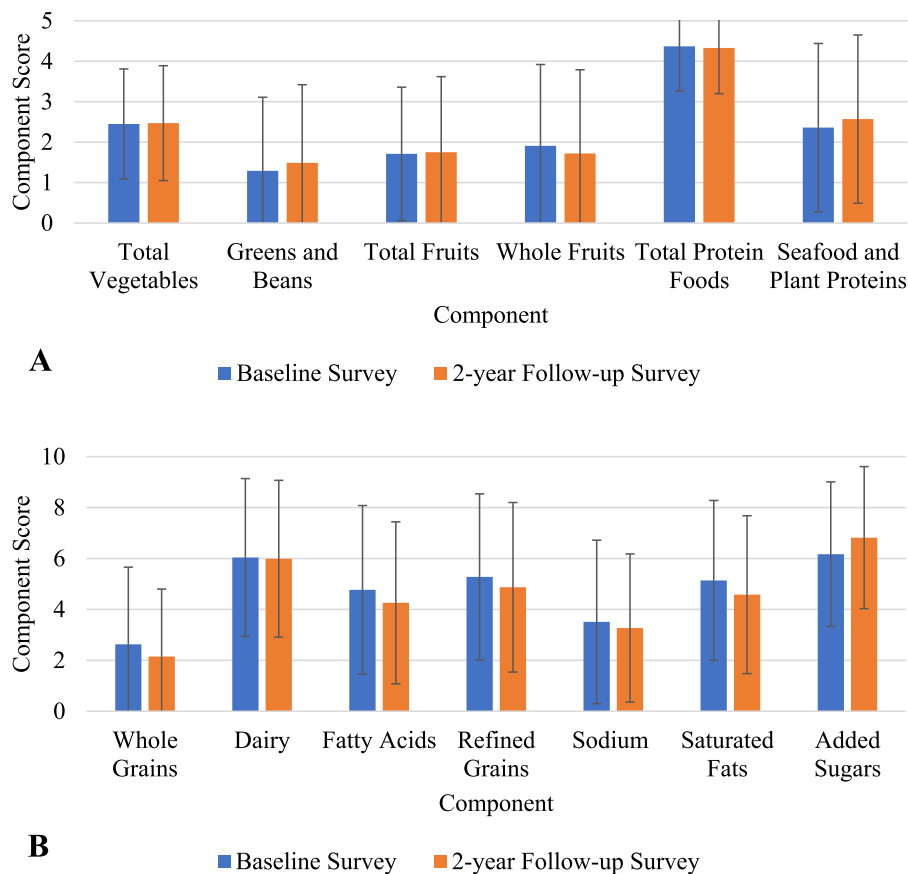 5
4
3
2
1
0
Component Score
Total Vegetables
Greens and Beans
Total Fruits
Whole Fruits
Total Protein Foods
Seafood and Plant Proteins
Component
A
Baseline Survey 2-year Follow-up Survey
10
8
6
4
2
0
Component Score
Whole Grains
Dairy
Fatty Acids
Refined Grains
Sodium
Saturated Fats
Added Sugars
Component
B
Baseline Survey 2-year Follow-up Survey